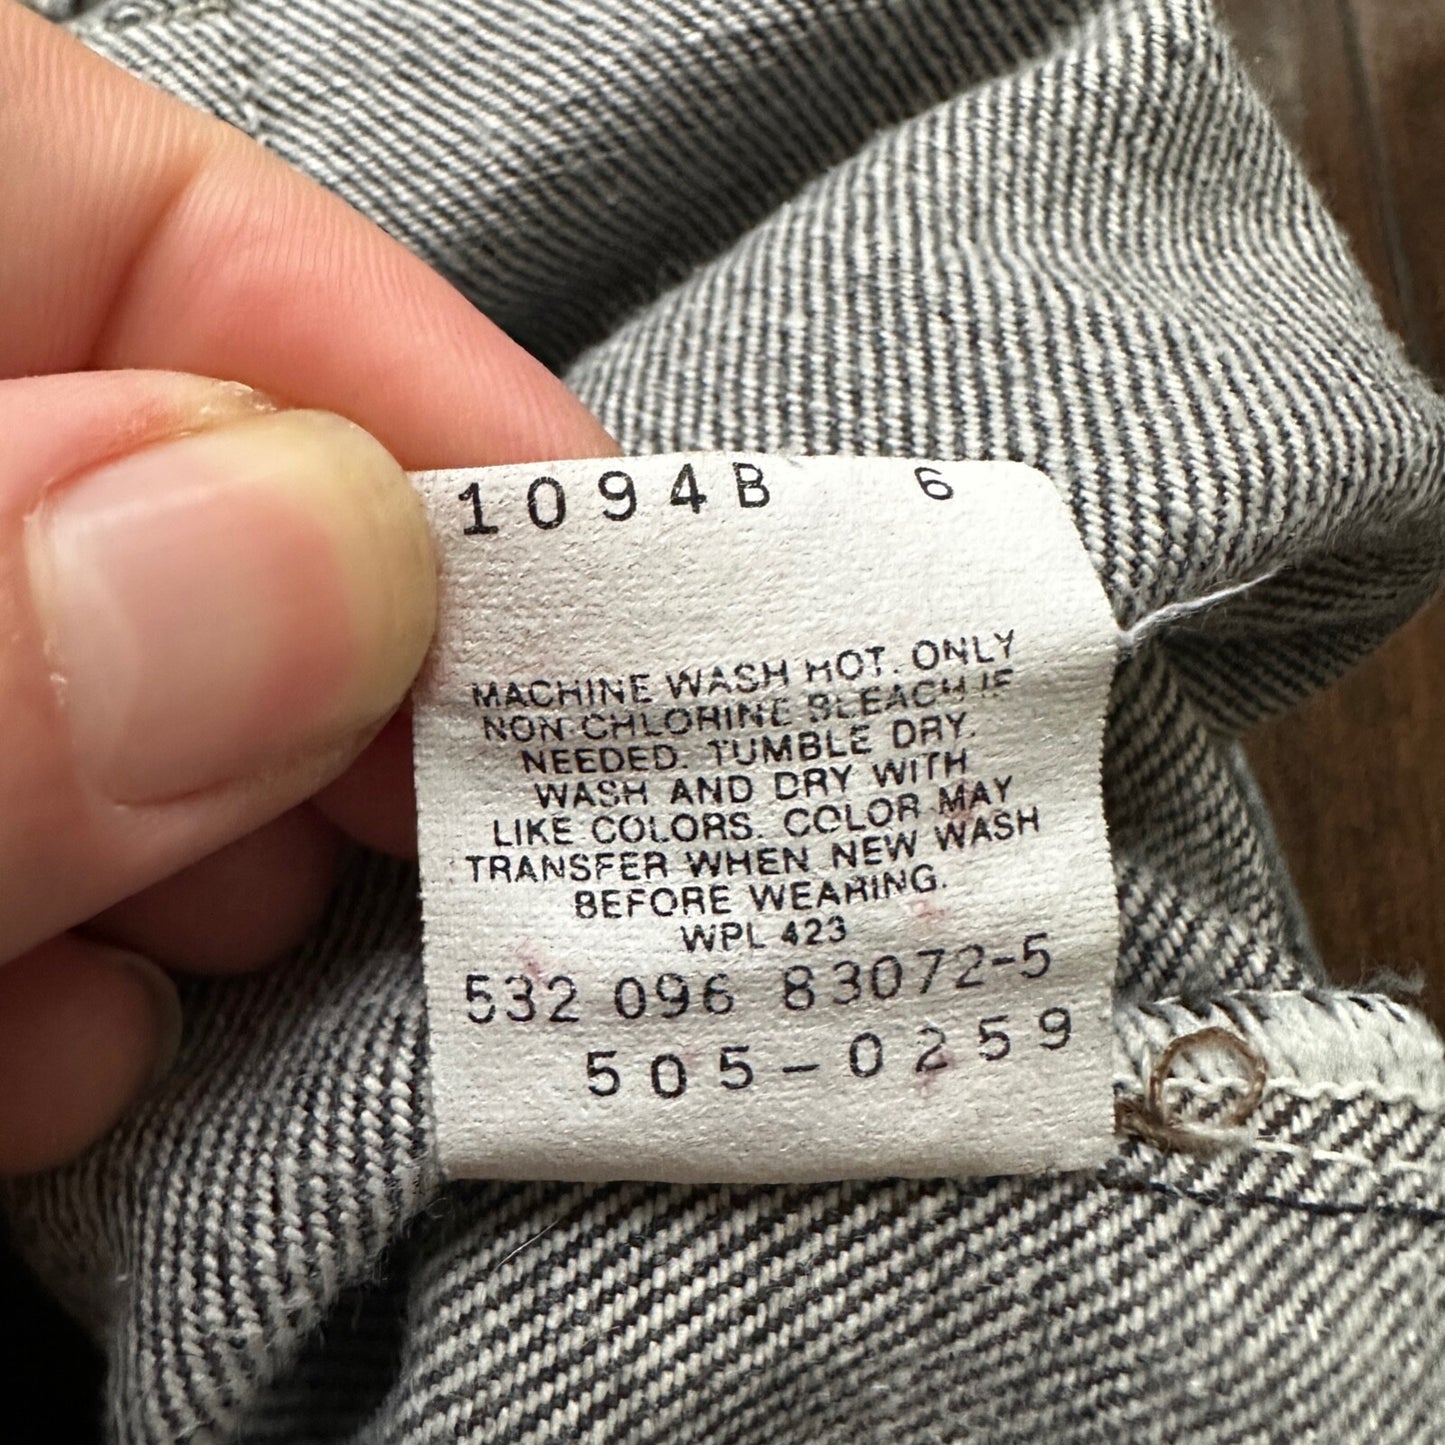 1094B 6
MACHINE WASH HOT. ONLY
NON-CHLORINE BLEACH IF
NEEDED. TUMBLE DRY.
WASH AND DRY WITH
LIKE COLORS. COLOR MAY
TRANSFER WHEN NEW WASH
BEFORE WEARING.
WPL 423
532 096 83072-5
505-0259